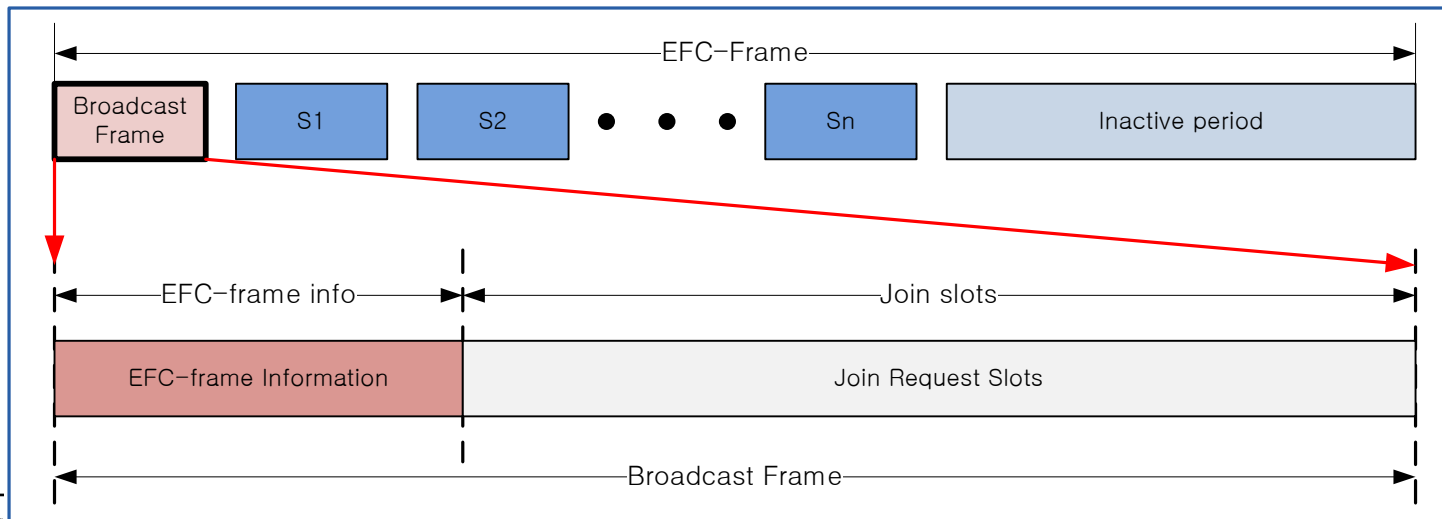 EFC-Frame
Broadcast
Frame
S1
S2
Sn
Inactive period
EFC-frame info
Join slots
EFC-frame Information
Join Request Slots
Broadcast Frame